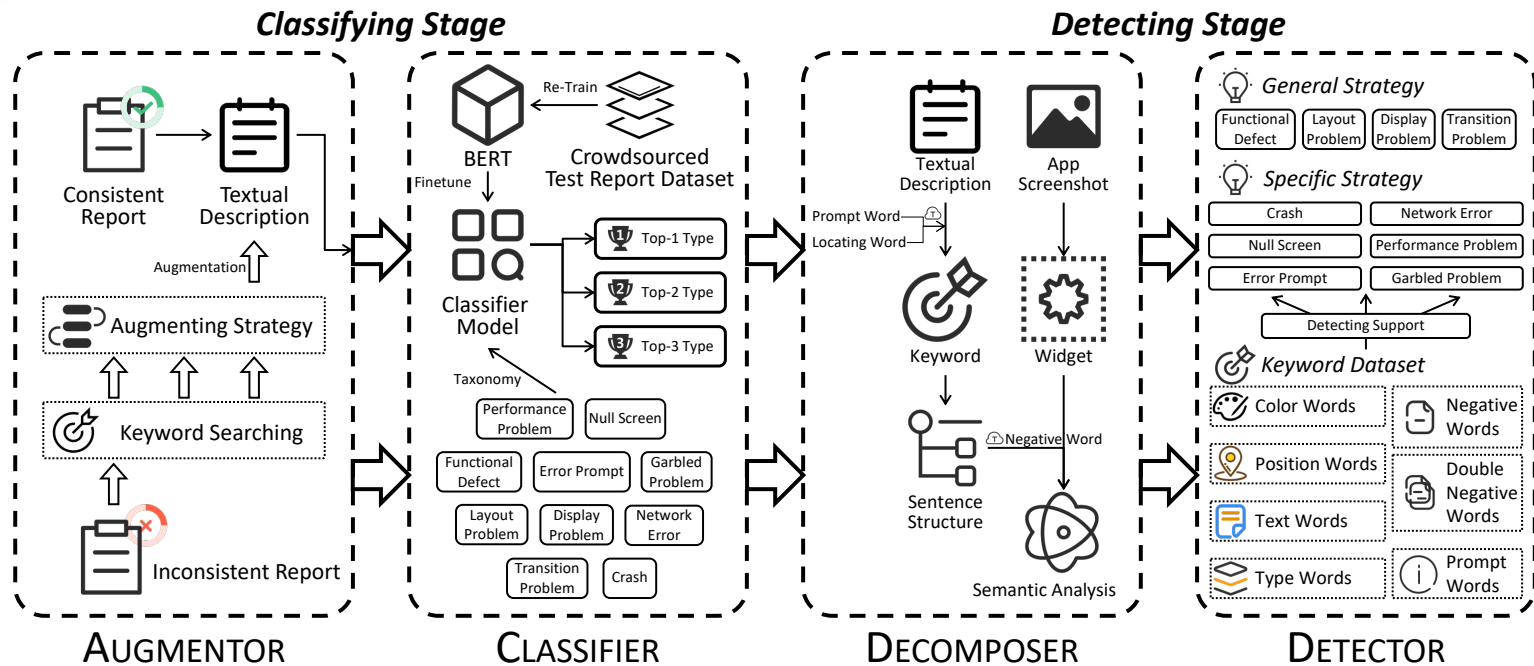 Classifying Stage
Detecting Stage
Consistent
Report
Textual
Description
Augmentation
Augmenting Strategy
Keyword Searching
Inconsistent Report
AUGMENTOR
Re-Train
BERT
Crowdsourced
Test Report Dataset
Finetune
Classifier
Model
1 Top-1 Type
2 Top-2 Type
3 Top-3 Type
Taxonomy
Performance
Problem
Null Screen
Functional
Defect
Error Prompt
Garbled
Problem
Layout
Problem
Display
Problem
Network
Error
Transition
Problem
Crash
CLASSIFIER
Textual
Description
App
Screenshot
Prompt Word
T
Locating Word
Keyword
Widget
T Negative Word
Sentence
Structure
Semantic Analysis
DECOMPOSER
General Strategy
Functional
Defect
Layout
Problem
Display
Problem
Transition
Problem
Specific Strategy
Crash
Network Error
Null Screen
Performance Problem
Error Prompt
Garbled Problem
Detecting Support
Keyword Dataset
Color Words
Position Words
Text Words
Type Words
Negative
Words
Double
Negative
Words
Prompt
Words
DETECTOR